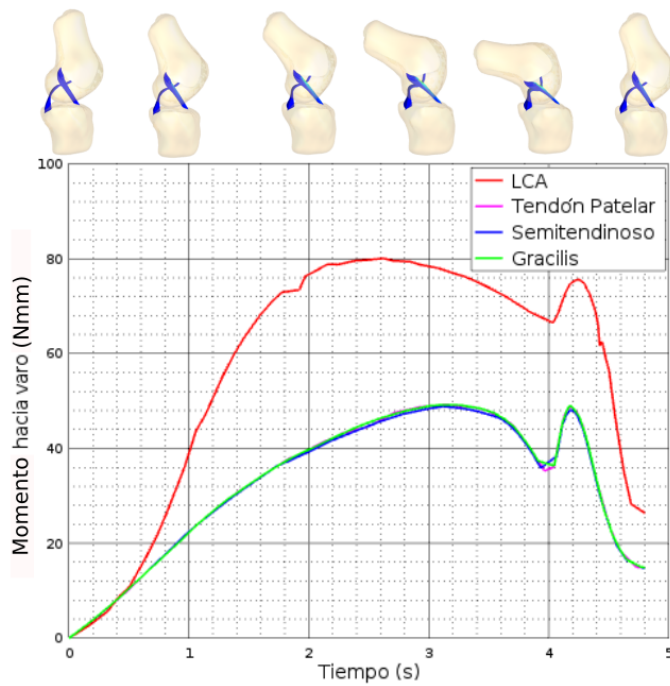 100
80
60
40
20
0
Momento hacia varo (Nmm)
LCA
Tendón Patelar
Semitendinoso
Gracilis
0 1 2 3 4 5
Tiempo (s)